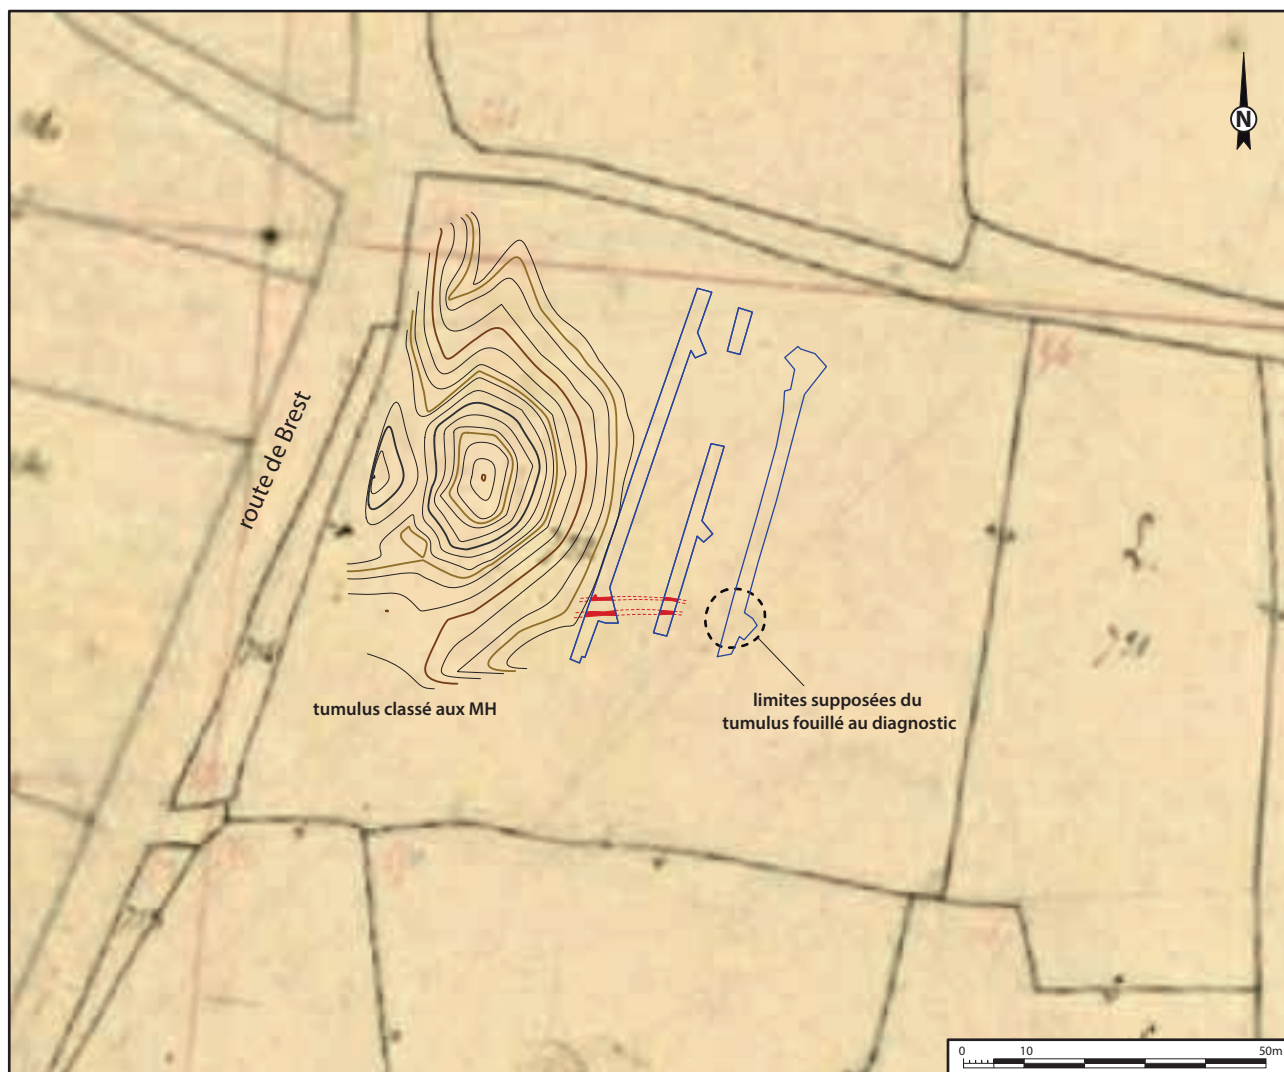 N
route de Brest
tumulus classé aux MH
limites supposées du
tumulus fouillé au diagnostic
0 10 50m